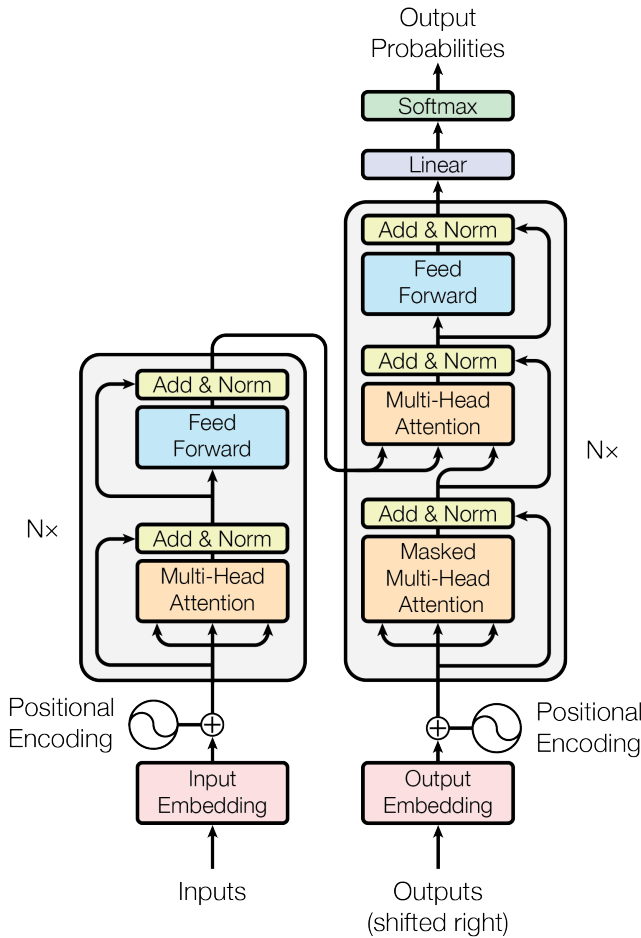 Output
Probabilities
Softmax
Linear
Add & Norm
Feed
Forward
Add & Norm
Multi-Head
Attention
Add & Norm
Masked
Multi-Head
Attention
N×
Add & Norm
Feed
Forward
Add & Norm
Multi-Head
Attention
N×
Positional
Encoding
Positional
Encoding
Input
Embedding
Output
Embedding
Inputs
Outputs
(shifted right)